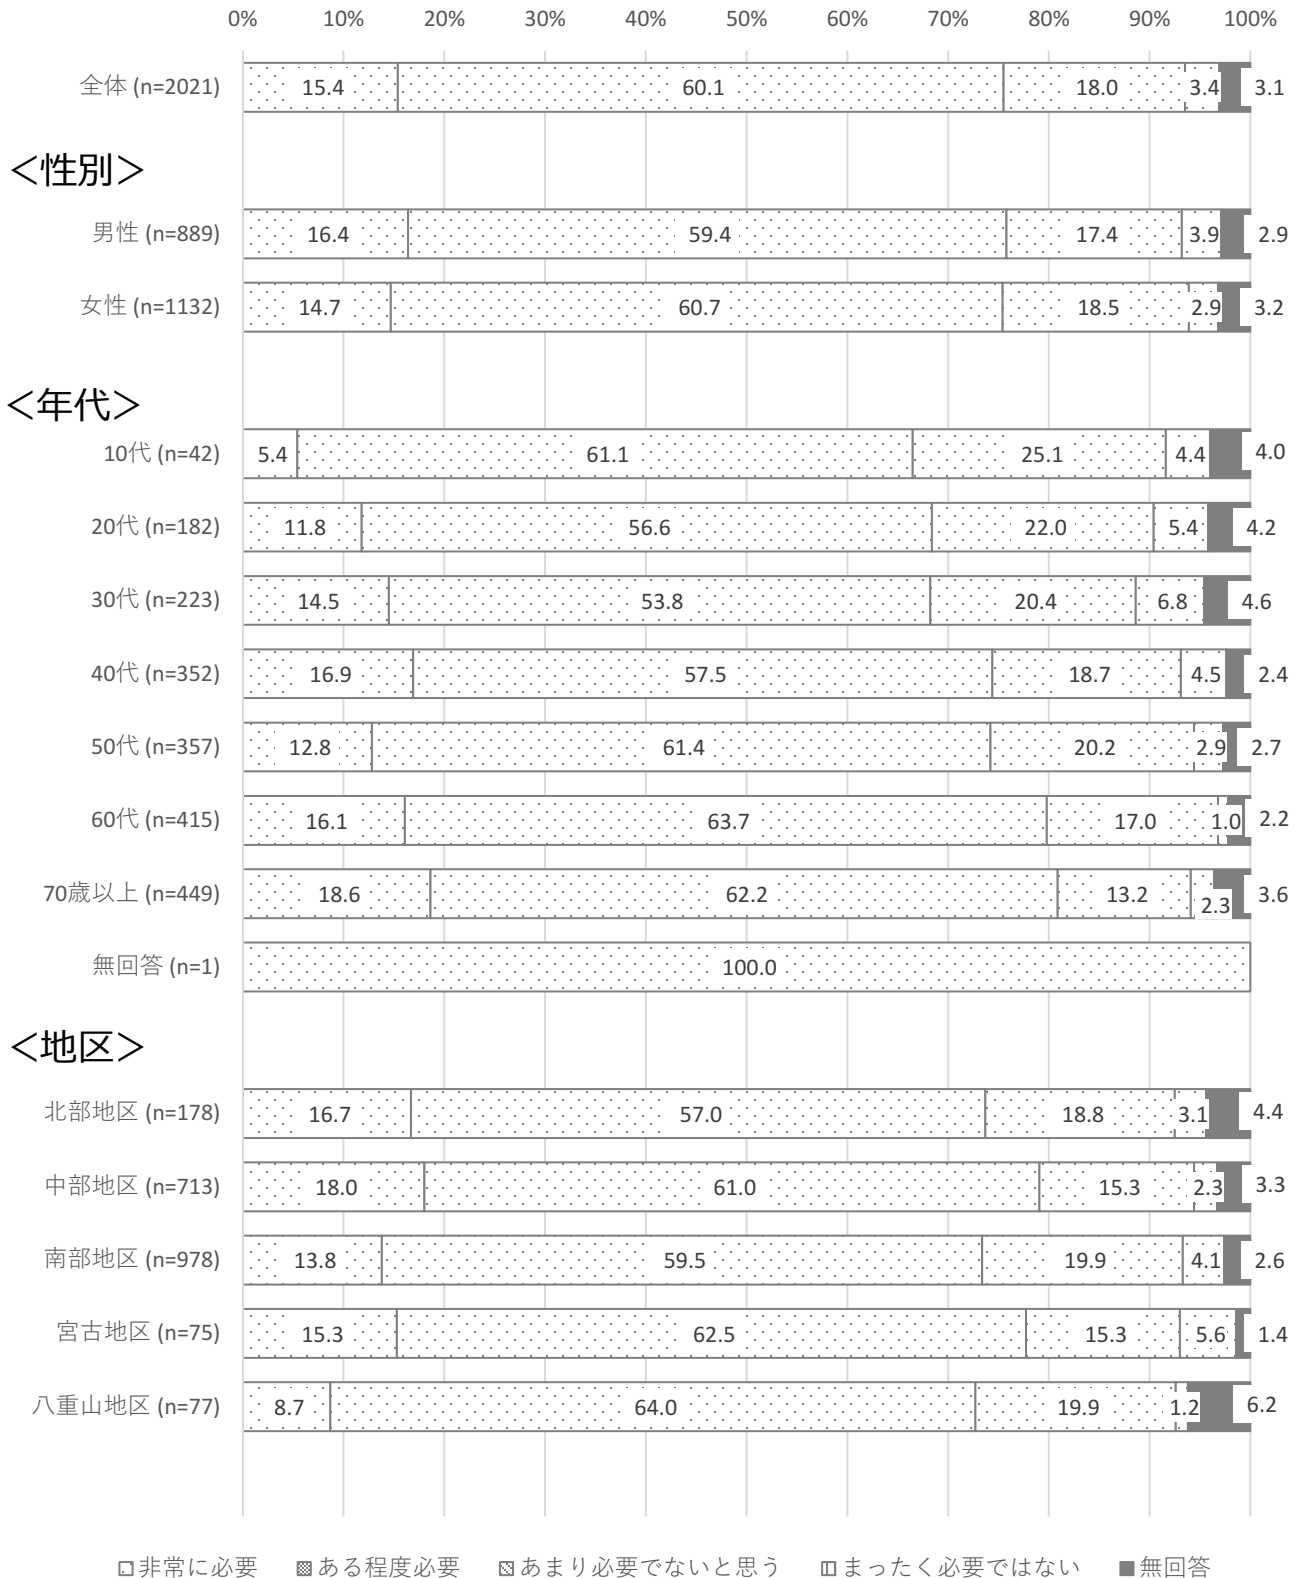 0% 10% 20% 30% 40% 50% 60% 70% 80% 90% 100%
全体 (n=2021) 15.4 60.1 18.0 3.4 3.1
＜性別＞
男性 (n=889) 16.4 59.4 17.4 3.9 2.9
女性 (n=1132) 14.7 60.7 18.5 2.9 3.2
＜年代＞
10代 (n=42) 5.4 61.1 25.1 4.4 4.0
20代 (n=182) 11.8 56.6 22.0 5.4 4.2
30代 (n=223) 14.5 53.8 20.4 6.8 4.6
40代 (n=352) 16.9 57.5 18.7 4.5 2.4
50代 (n=357) 12.8 61.4 20.2 2.9 2.7
60代 (n=415) 16.1 63.7 17.0 1.0 2.2
70歳以上 (n=449) 18.6 62.2 13.2 2.3 3.6
無回答 (n=1) 100.0
＜地区＞
北部地区 (n=178) 16.7 57.0 18.8 3.1 4.4
中部地区 (n=713) 18.0 61.0 15.3 2.3 3.3
南部地区 (n=978) 13.8 59.5 19.9 4.1 2.6
宮古地区 (n=75) 15.3 62.5 15.3 5.6 1.4
八重山地区 (n=77) 8.7 64.0 19.9 1.2 6.2
非常に必要 ある程度必要 あまり必要でないと思う まったく必要ではない 無回答